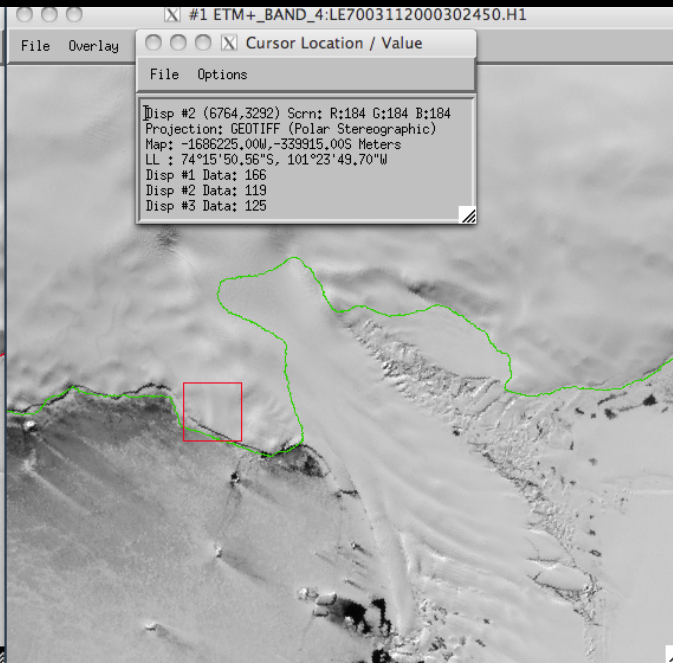 #1 ETM+_BAND_4:LE7003112000302450.H1
File Overlay
Cursor Location / Value
File Options
Disp #2 (6764,3292) Scrn: R:184 G:184 B:184
Projection: GEOTIFF (Polar Stereographic)
Map: -1686225.00W,-339915.00S Meters
LL : 74°15'50.56"S, 101°23'49.70"W
Disp #1 Data: 166
Disp #2 Data: 119
Disp #3 Data: 125